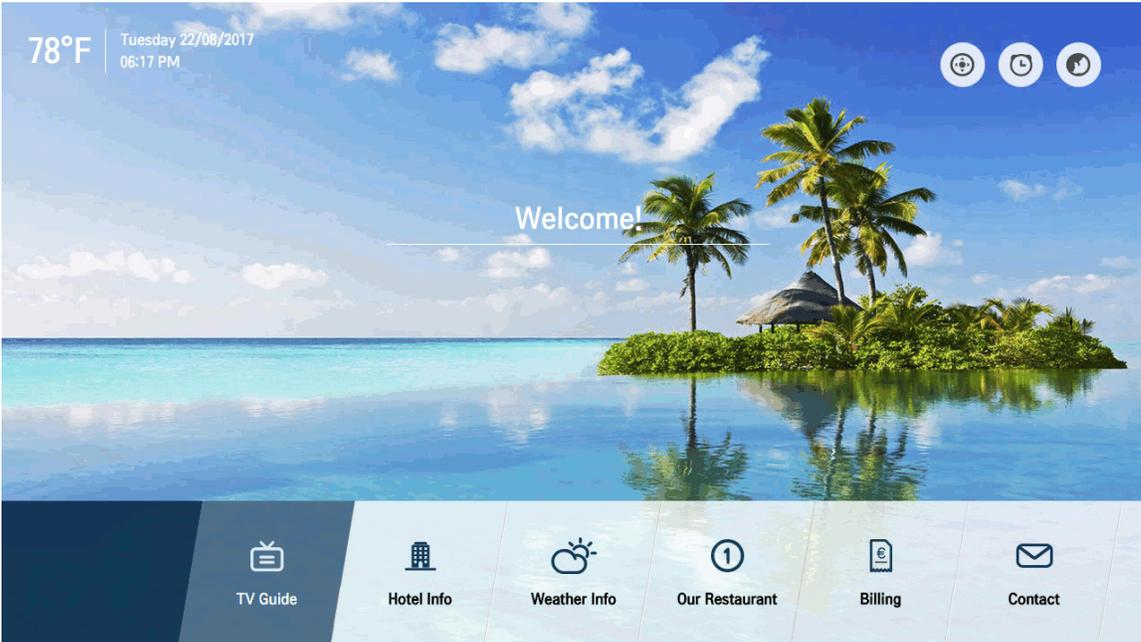 78°F
Tuesday 22/08/2017
06:17 PM
Welcome!
TV Guide
Hotel Info
Weather Info
1
Our Restaurant
€
Billing
Contact